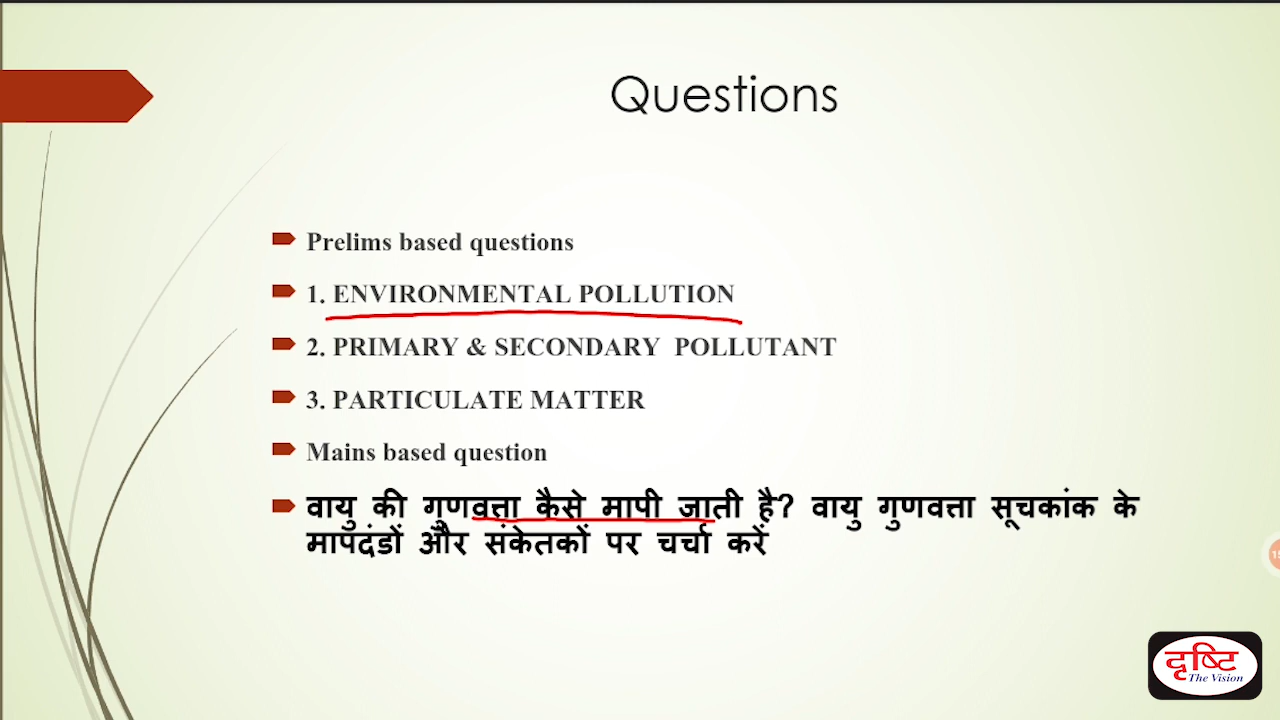 Questions
Prelims based questions
1. ENVIRONMENTAL POLLUTION
2. PRIMARY & SECONDARY POLLUTANT
3. PARTICULATE MATTER
Mains based question
वायु की गुणवत्ता कैसे मापी जाती है? वायु गुणवत्ता सूचकांक के
मापदंडों और संकेतकों पर चर्चा करें
दृष्टि
The Vision